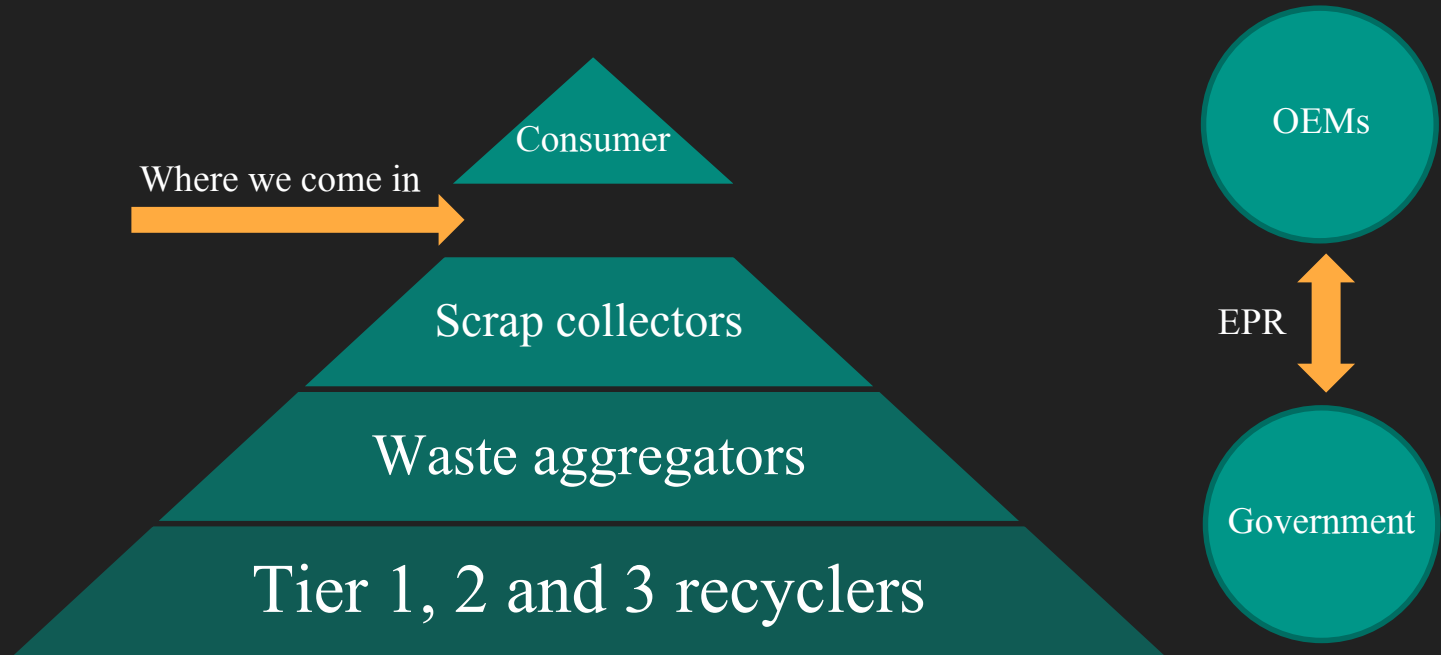 Consumer
Where we come in
Scrap collectors
Waste aggregators
Tier 1, 2 and 3 recyclers
OEMs
EPR
Government